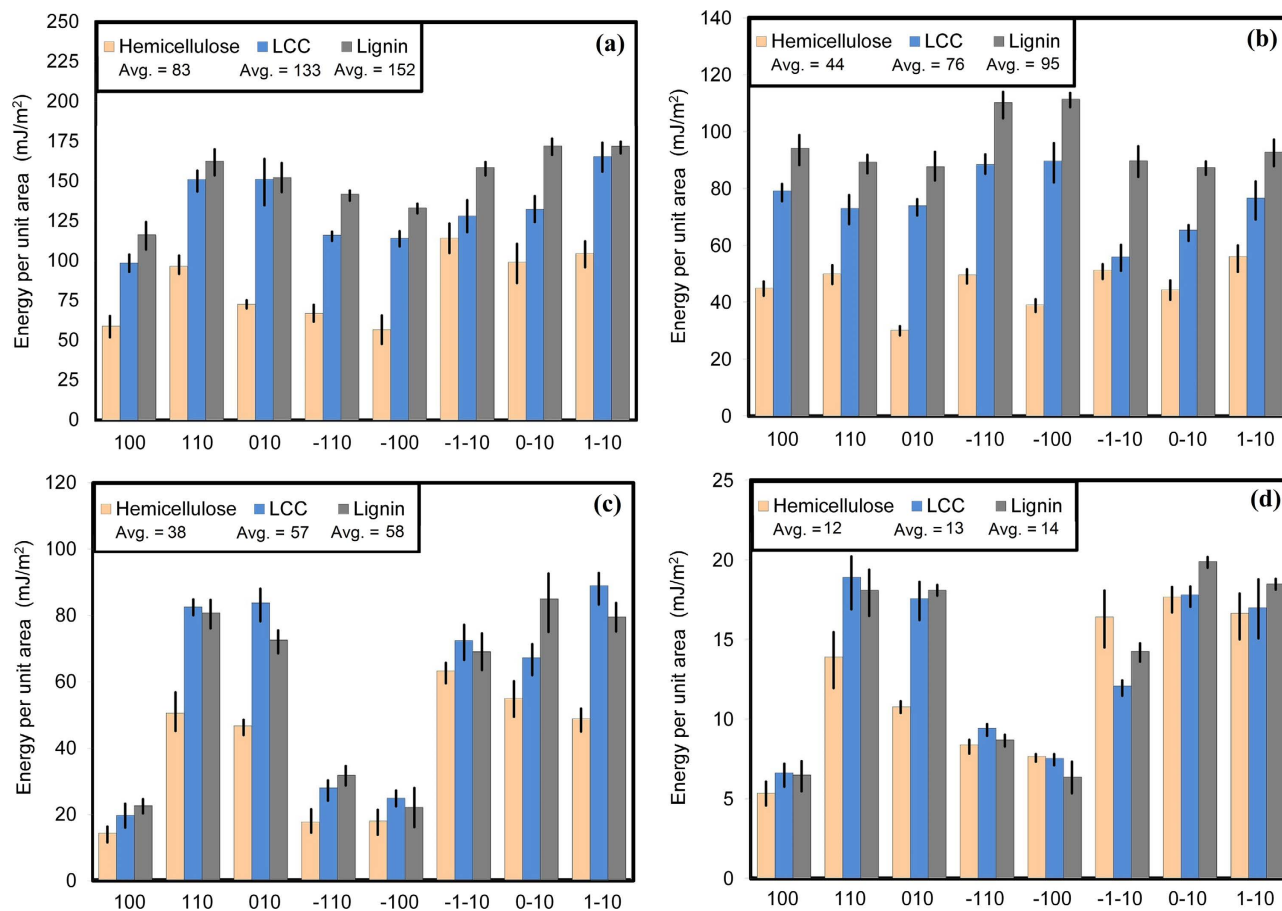 (a)
Hemicellulose LCC Lignin
Avg. = 83 Avg. = 133 Avg. = 152
Energy per unit area (mJ/m²)
250
225
200
175
150
125
100
75
50
25
0
100 110 010 -110 -100 -1-10 0-10 1-10
(b)
Hemicellulose LCC Lignin
Avg. = 44 Avg. = 76 Avg. = 95
Energy per unit area (mJ/m²)
140
120
100
80
60
40
20
0
100 110 010 -110 -100 -1-10 0-10 1-10
(c)
Hemicellulose LCC Lignin
Avg. = 38 Avg. = 57 Avg. = 58
Energy per unit area (mJ/m²)
120
100
80
60
40
20
0
100 110 010 -110 -100 -1-10 0-10 1-10
(d)
Hemicellulose LCC Lignin
Avg. = 12 Avg. = 13 Avg. = 14
Energy per unit area (mJ/m²)
25
20
15
10
5
0
100 110 010 -110 -100 -1-10 0-10 1-10